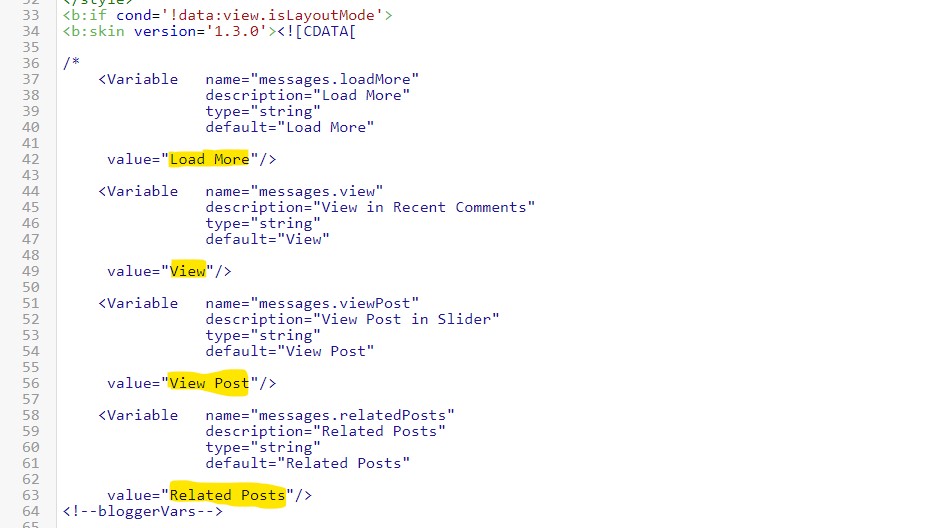 </style>
33 <b:if cond='!data:view.isLayoutMode'>
34 <b:skin version='1.3.0'><![CDATA[
35
36 /*
37     <Variable   name="messages.loadMore"
38                 description="Load More"
39                 type="string"
40                 default="Load More"
41
42      value="Load More"/>
43
44     <Variable   name="messages.view"
45                 description="View in Recent Comments"
46                 type="string"
47                 default="View"
48
49      value="View"/>
50
51     <Variable   name="messages.viewPost"
52                 description="View Post in Slider"
53                 type="string"
54                 default="View Post"
55
56      value="View Post"/>
57
58     <Variable   name="messages.relatedPosts"
59                 description="Related Posts"
60                 type="string"
61                 default="Related Posts"
62
63      value="Related Posts"/>
64 <!--bloggerVars-->